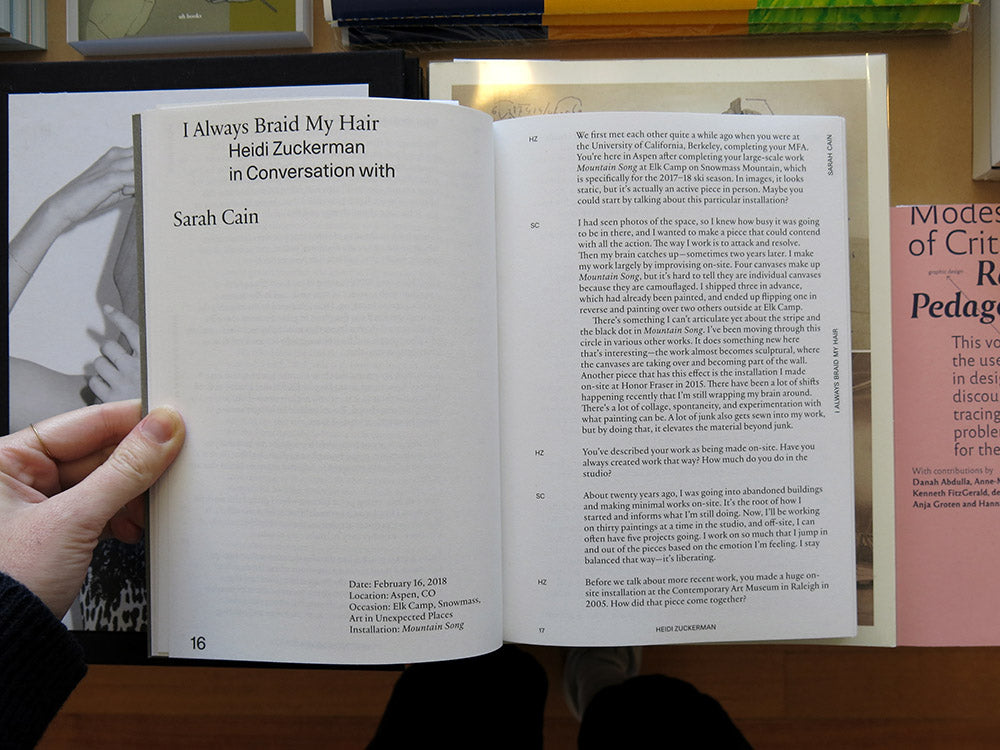 uh books
I Always Braid My Hair
Heidi Zuckerman
in Conversation with
Sarah Cain
Date: February 16, 2018
Location: Aspen, CO
Occasion: Elk Camp, Snowmass,
Art in Unexpected Places
Installation: Mountain Song
16
HZ
We first met each other quite a while ago when you were at
the University of California, Berkeley, completing your MFA.
You're here in Aspen after completing your large-scale work
Mountain Song at Elk Camp on Snowmass Mountain, which
is specifically for the 2017–18 ski season. In images, it looks
static, but it's actually an active piece in person. Maybe you
could start by talking about this particular installation?
SC
I had seen photos of the space, so I knew how busy it was going
to be in there, and I wanted to make a piece that could contend
with all the action. The way I work is to attack and resolve.
Then my brain catches up—sometimes two years later. I make
my work largely by improvising on-site. Four canvases make up
Mountain Song, but it's hard to tell they are individual canvases
because they are camouflaged. I shipped three in advance,
which had already been painted, and ended up flipping one in
reverse and painting over two others outside at Elk Camp.
There's something I can't articulate yet about the stripe and
the black dot in Mountain Song. I've been moving through this
circle in various other works. It does something new here
that's interesting—the work almost becomes sculptural, where
the canvases are taking over and becoming part of the wall.
Another piece that has this effect is the installation I made
on-site at Honor Fraser in 2015. There have been a lot of shifts
happening recently that I'm still wrapping my brain around.
There's a lot of collage, spontaneity, and experimentation with
what painting can be. A lot of junk also gets sewn into my work,
but by doing that, it elevates the material beyond junk.
HZ
You've described your work as being made on-site. Have you
always created work that way? How much do you do in the
studio?
SC
About twenty years ago, I was going into abandoned buildings
and making minimal works on-site. It's the root of how I
started and informs what I'm still doing. Now, I'll be working
on thirty paintings at a time in the studio, and off-site, I can
often have five projects going. I work on so much that I jump in
and out of the pieces based on the emotion I'm feeling. I stay
balanced that way—it's liberating.
HZ
Before we talk about more recent work, you made a huge on-
site installation at the Contemporary Art Museum in Raleigh in
2005. How did that piece come together?
17
HEIDI ZUCKERMAN
SARAH CAIN
I ALWAYS BRAID MY HAIR
Modes
of Crit
graphic design
R
Pedag
This vo
the use
in desi
discou
tracing
proble
for the
With contributions by
Danah Abdulla, Anne-M
Kenneth FitzGerald, de
Anja Groten and Hann